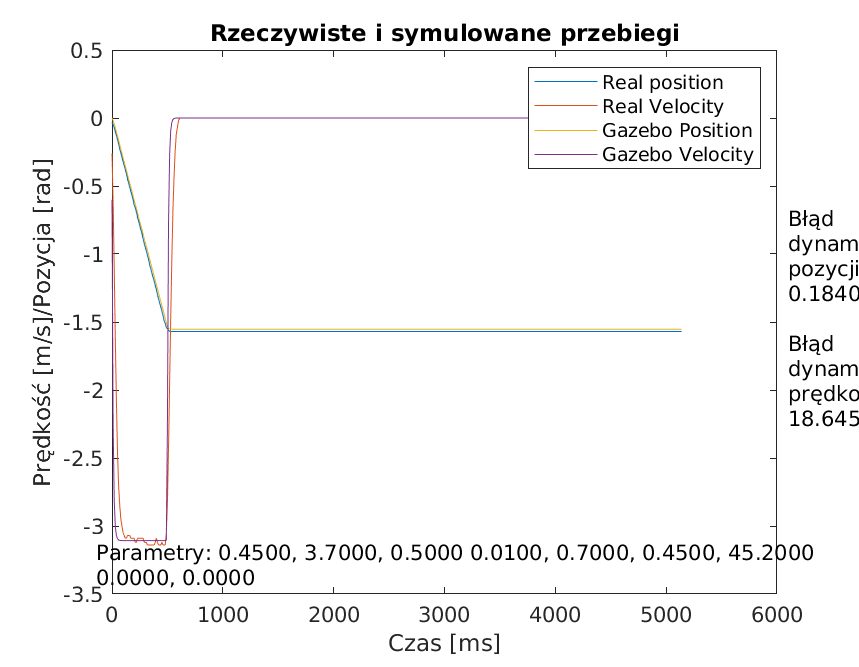 Rzeczywiste i symulowane przebiegi
0.5
0
-0.5
-1
-1.5
-2
-2.5
-3
-3.5
Prędkość [m/s]/Pozycja [rad]
Real position
Real Velocity
Gazebo Position
Gazebo Velocity
Błąd
dynam
pozycji
0.1840
Błąd
dynam
prędko
18.645
Parametry: 0.4500, 3.7000, 0.5000 0.0100, 0.7000, 0.4500, 45.2000
0.0000, 0.0000
0
1000
2000
3000
4000
5000
6000
Czas [ms]